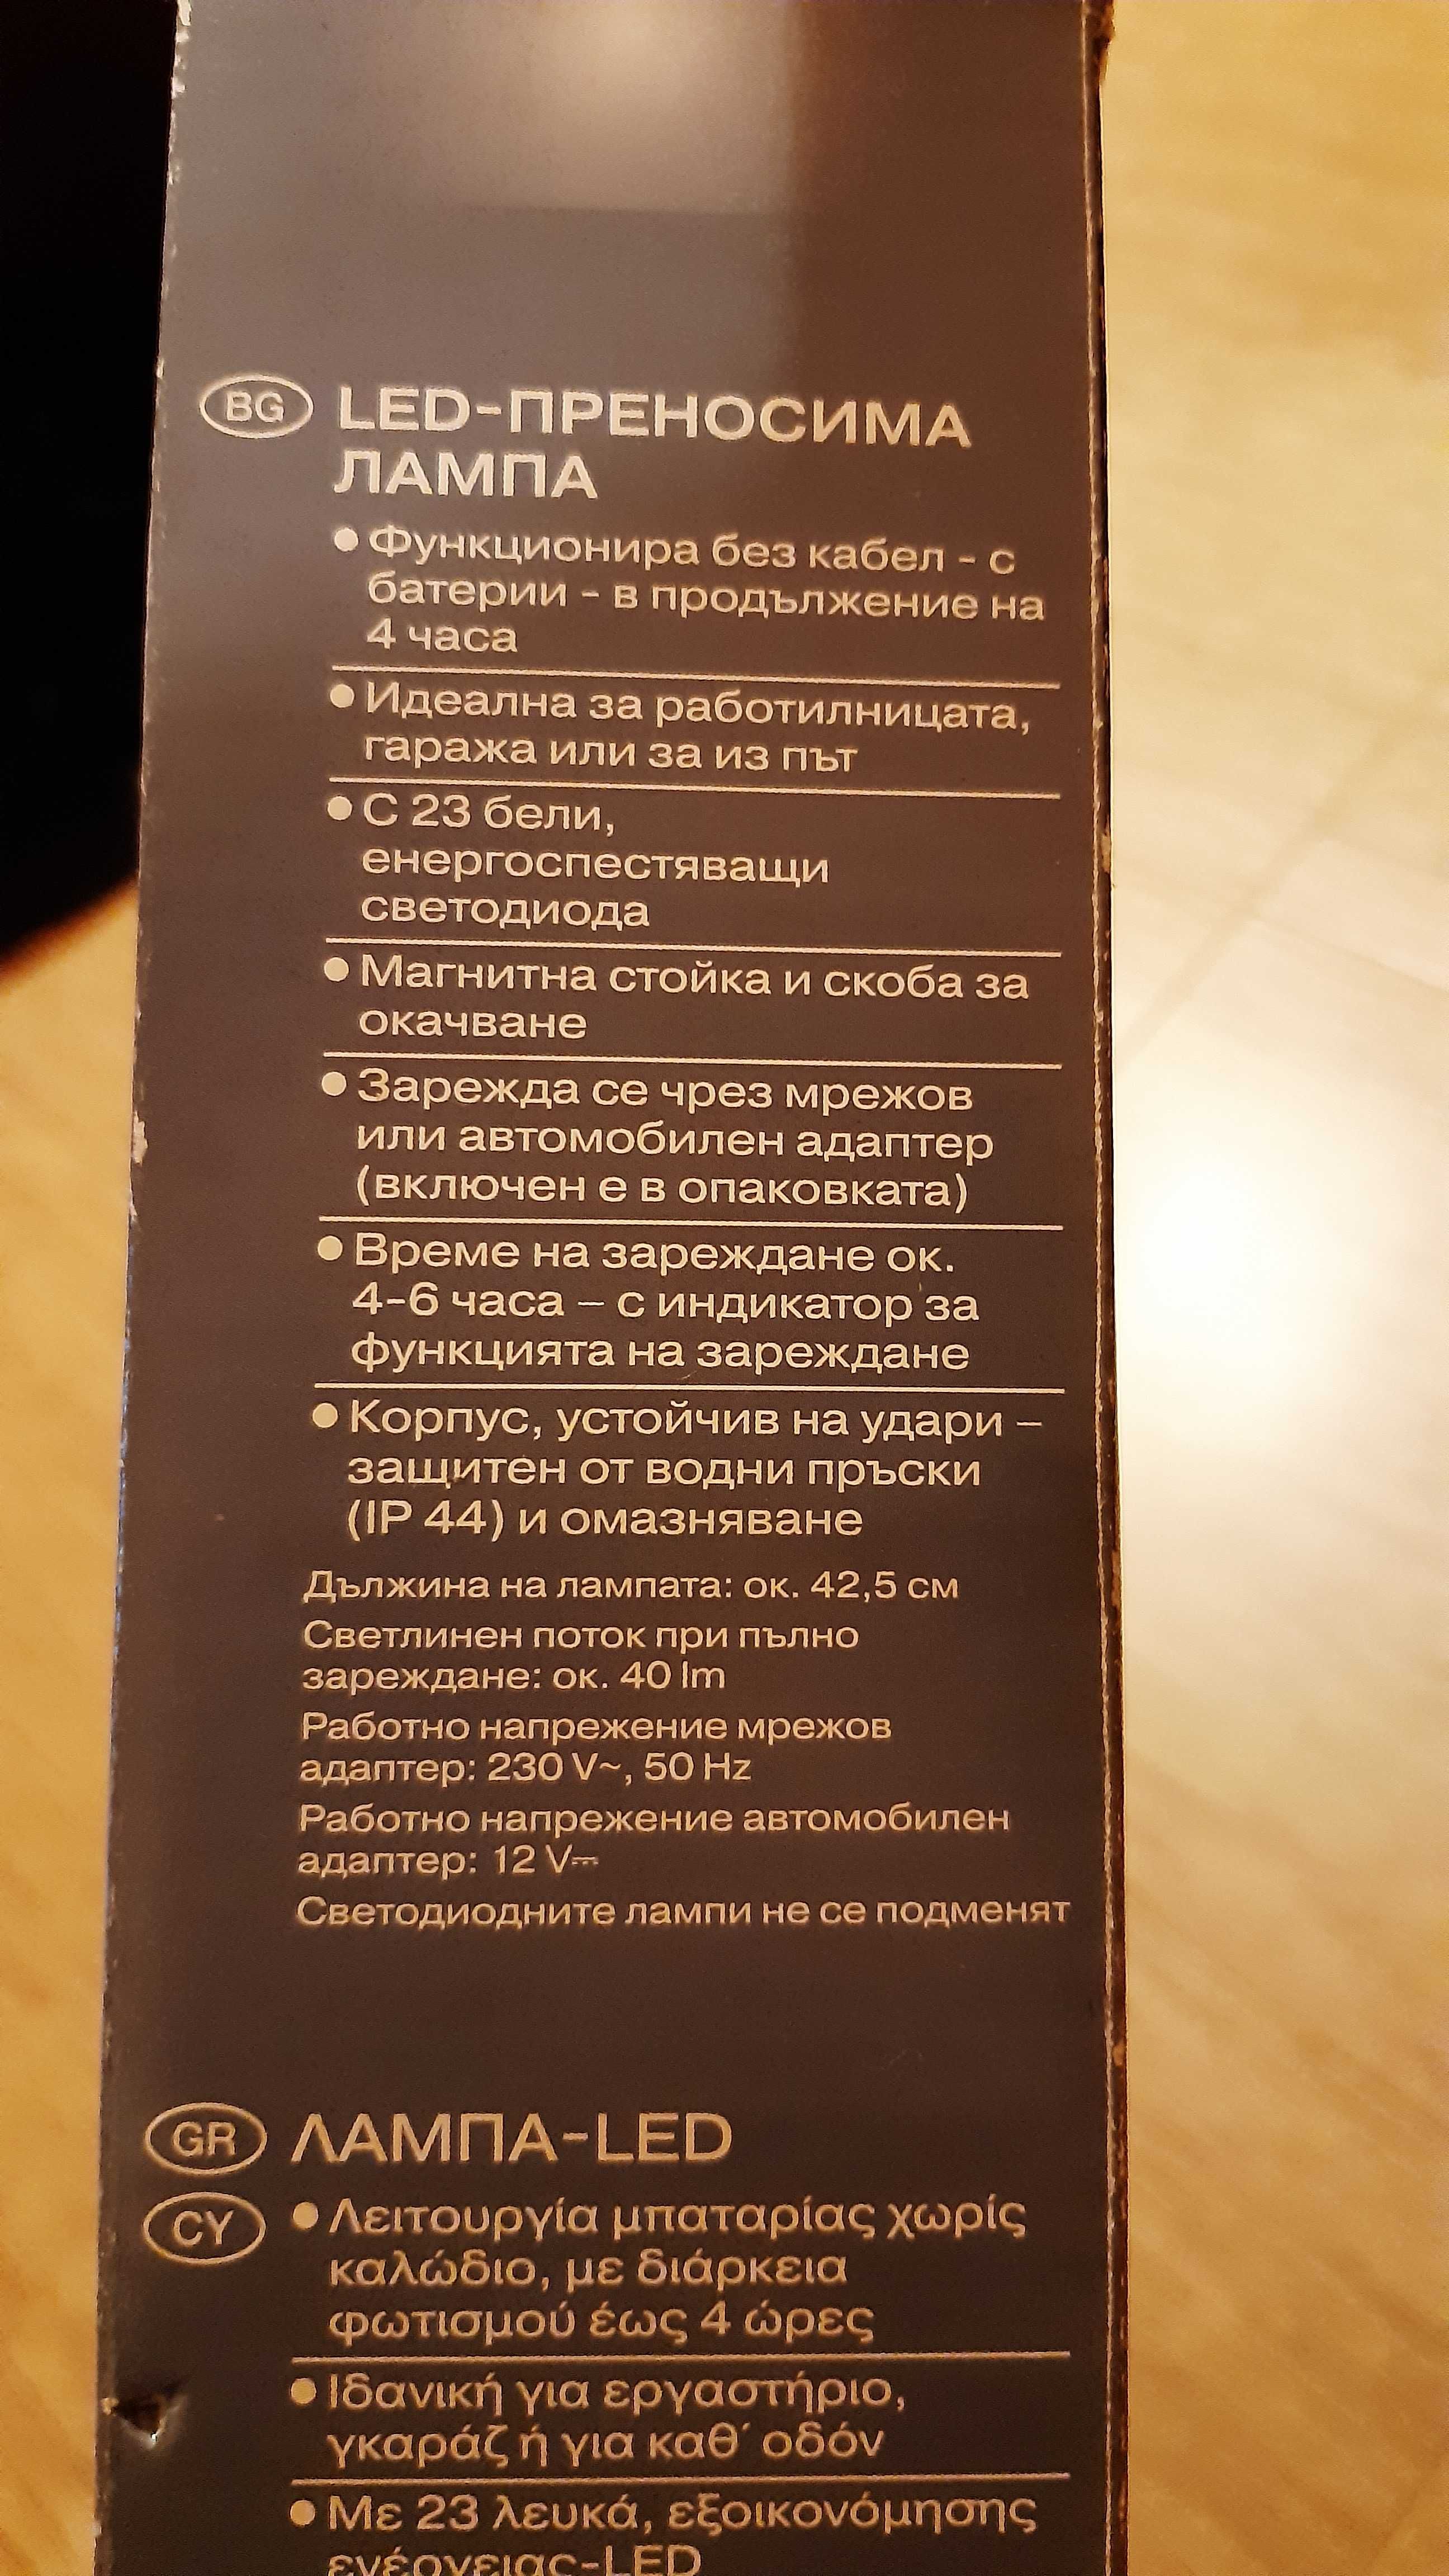 BG LED-ПРЕНОСИМА
ЛАМПА
● Функционира без кабел - с
батерии - в продължение на
4 часа
● Идеална за работилницата,
гаража или за из път
● С 23 бели,
енергоспестяващи
светодиода
● Магнитна стойка и скоба за
окачване
● Зарежда се чрез мрежов
или автомобилен адаптер
(включен е в опаковката)
● Време на зареждане ок.
4-6 часа – с индикатор за
функцията на зареждане
● Корпус, устойчив на удари –
защитен от водни пръски
(IP 44) и омазняване
Дължина на лампата: ок. 42,5 см
Светлинен поток при пълно
зареждане: ок. 40 lm
Работно напрежение мрежов
адаптер: 230 V~, 50 Hz
Работно напрежение автомобилен
адаптер: 12 V⎓
Светодиодните лампи не се подменят
GR ΛΑΜΠΑ-LED
CY ● Λειτουργία μπαταρίας χωρίς
καλώδιο, με διάρκεια
φωτισμού έως 4 ώρες
● Ιδανική για εργαστήριο,
γκαράζ ή για καθ΄ οδόν
● Με 23 λευκά, εξοικονόμησης
ενέργειας-LED